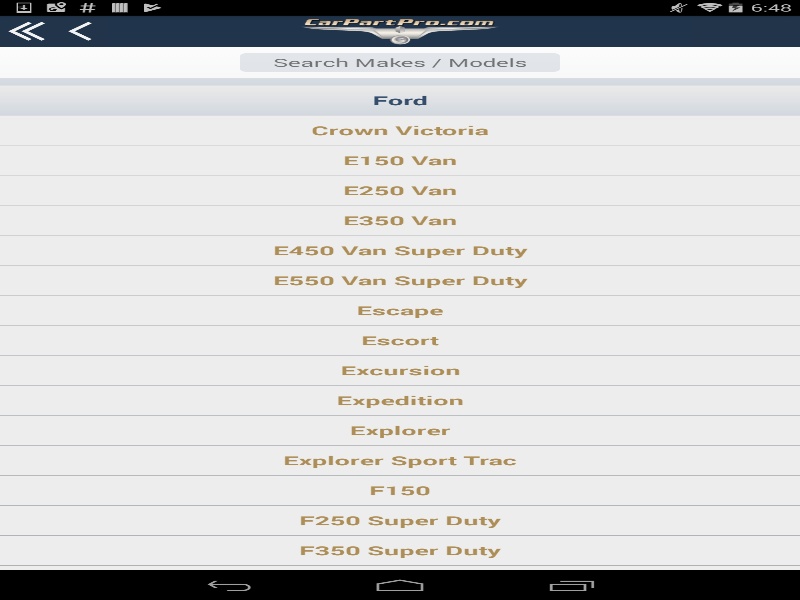 6:48
CarPartPro.com
Search Makes / Models
Ford
Crown Victoria
E150 Van
E250 Van
E350 Van
E450 Van Super Duty
E550 Van Super Duty
Escape
Escort
Excursion
Expedition
Explorer
Explorer Sport Trac
F150
F250 Super Duty
F350 Super Duty